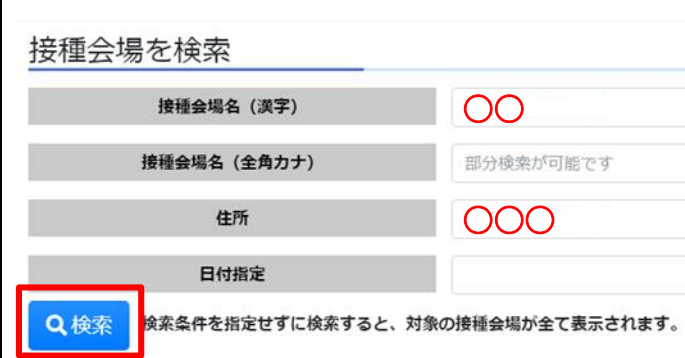 接種会場を検索
接種会場名（漢字） 〇〇
接種会場名（全角カナ） 部分検索が可能です
住所 〇〇〇
日付指定
検索 検索条件を指定せずに検索すると、対象の接種会場が全て表示されます。